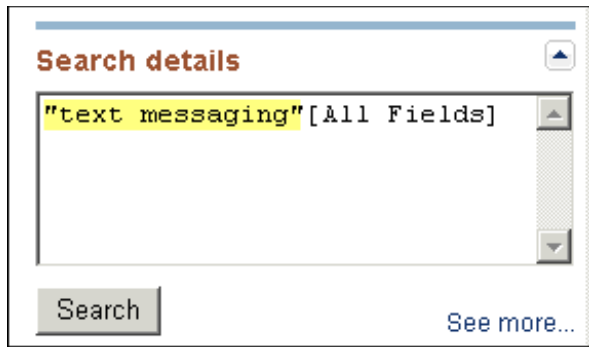 Search details
"text messaging"[All Fields]
Search
See more...